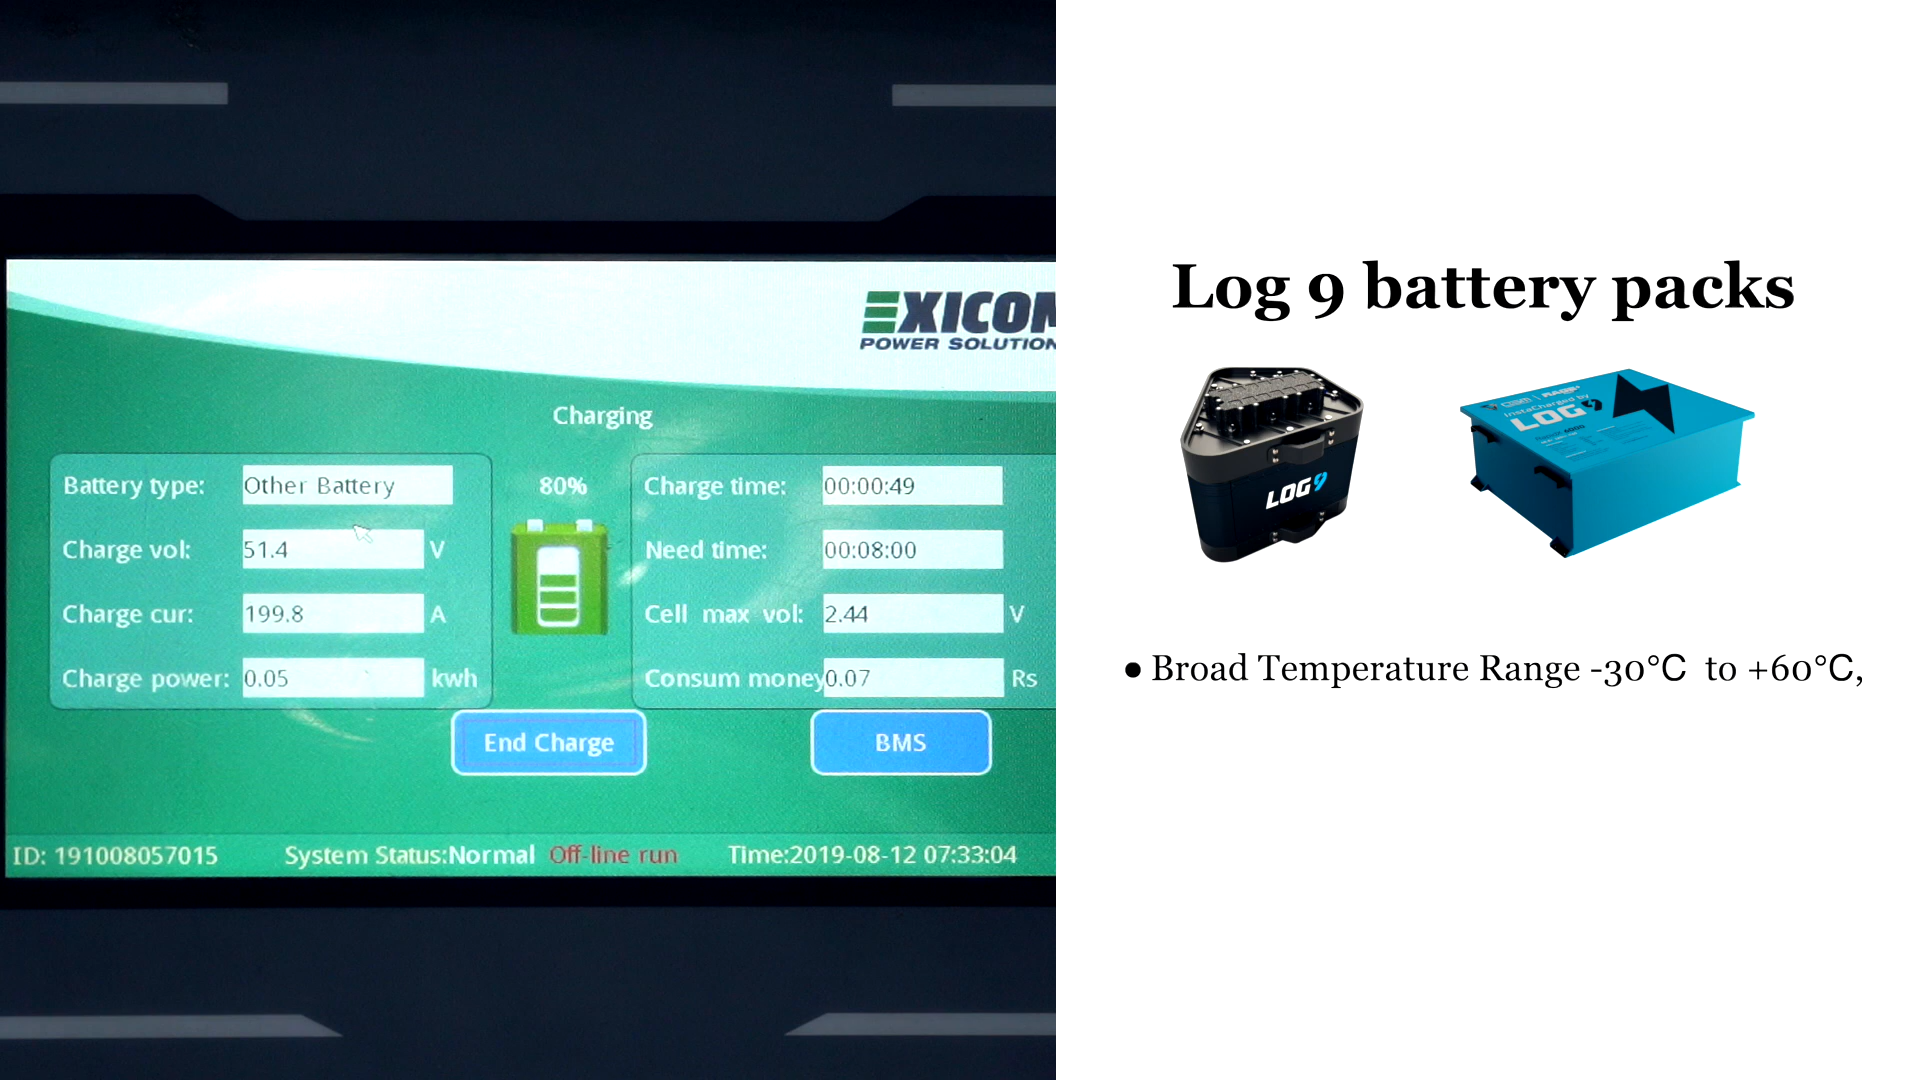 EXICOM
POWER SOLUTION
Charging
Battery type: Other Battery
Charge vol: 51.4 V
Charge cur: 199.8 A
Charge power: 0.05 kwh
80%
Charge time: 00:00:49
Need time: 00:08:00
Cell max vol: 2.44 V
Consum money 0.07 Rs
End Charge
BMS
ID: 191008057015 System Status:Normal Off-line run Time:2019-08-12 07:33:04
Log 9 battery packs
LOG9
InstaCharged by
LOG9
• Broad Temperature Range -30°C to +60°C,